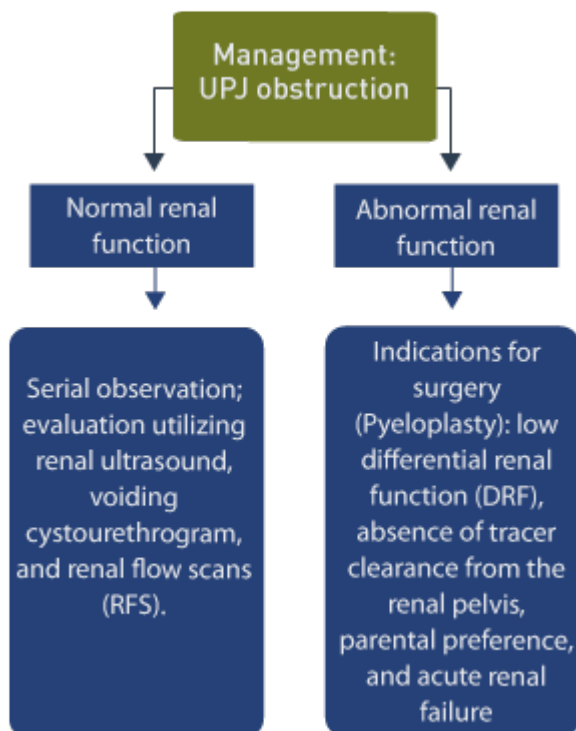 Management:
UPJ obstruction
Normal renal
function
Abnormal renal
function
Serial observation;
evaluation utilizing
renal ultrasound,
voiding
cystourethrogram,
and renal flow scans
(RFS).
Indications for
surgery
(Pyeloplasty): low
differential renal
function (DRF),
absence of tracer
clearance from the
renal pelvis,
parental preference,
and acute renal
failure